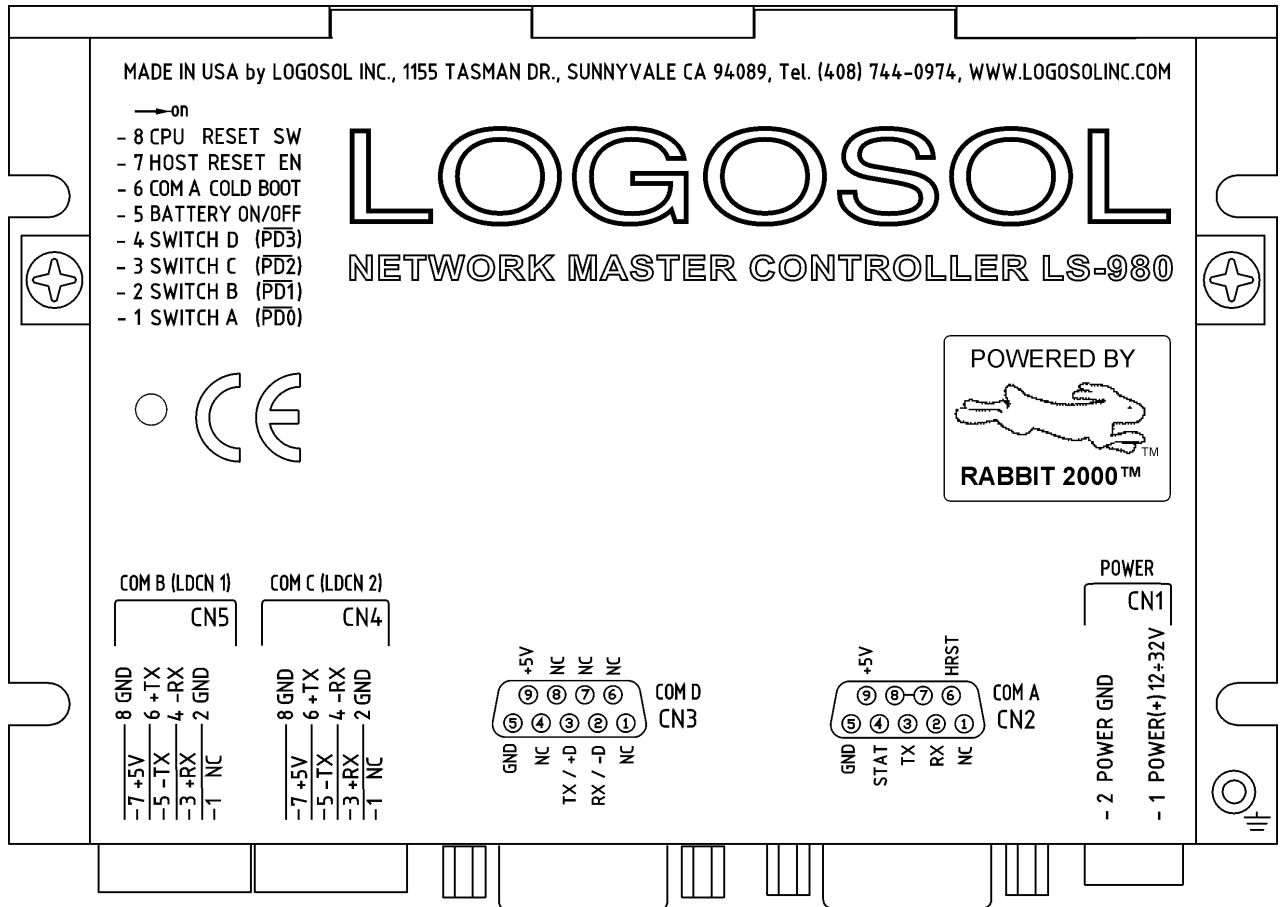 MADE IN USA by LOGOSOL INC., 1155 TASMAN DR., SUNNYVALE CA 94089, Tel. (408) 744-0974, WWW.LOGOSOLINC.COM
on
- 8 CPU RESET SW
- 7 HOST RESET EN
- 6 COM A COLD BOOT
- 5 BATTERY ON/OFF
- 4 SWITCH D (P̅D̅3̅)
- 3 SWITCH C (P̅D̅2̅)
- 2 SWITCH B (P̅D̅1̅)
- 1 SWITCH A (P̅D̅0̅)
LOGOSOL
NETWORK MASTER CONTROLLER LS-980
CE
POWERED BY
TM
RABBIT 2000™
COM B (LDCN 1)
CN5
8 GND
-7 +5V
6 +TX
-5 -TX
4 -RX
-3 +RX
2 GND
-1 NC
COM C (LDCN 2)
CN4
8 GND
-7 +5V
6 +TX
-5 -TX
4 -RX
-3 +RX
2 GND
-1 NC
+5V NC NC NC
9 8 7 6
5 4 3 2 1
GND NC TX / +D RX / -D NC
COM D
CN3
+5V HRST
9 8-7 6
5 4 3 2 1
GND STAT TX RX NC
COM A
CN2
POWER
CN1
- 2 POWER GND
- 1 POWER(+) 12÷32V